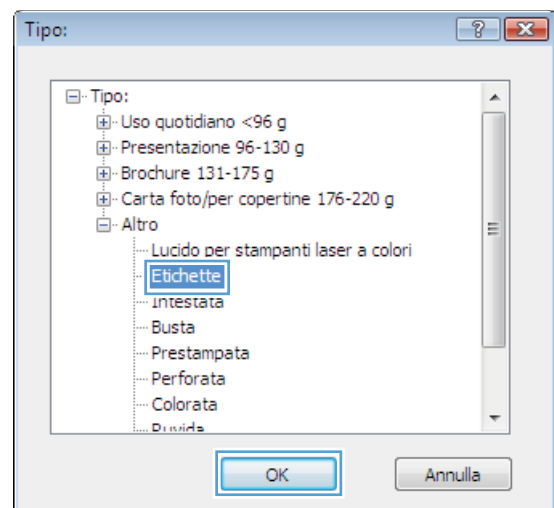 Tipo:
Tipo:
Uso quotidiano <96 g
Presentazione 96-130 g
Brochure 131-175 g
Carta foto/per copertine 176-220 g
Altro
Lucido per stampanti laser a colori
Etichette
Intestata
Busta
Prestampata
Perforata
Colorata
Ruvida
OK Annulla